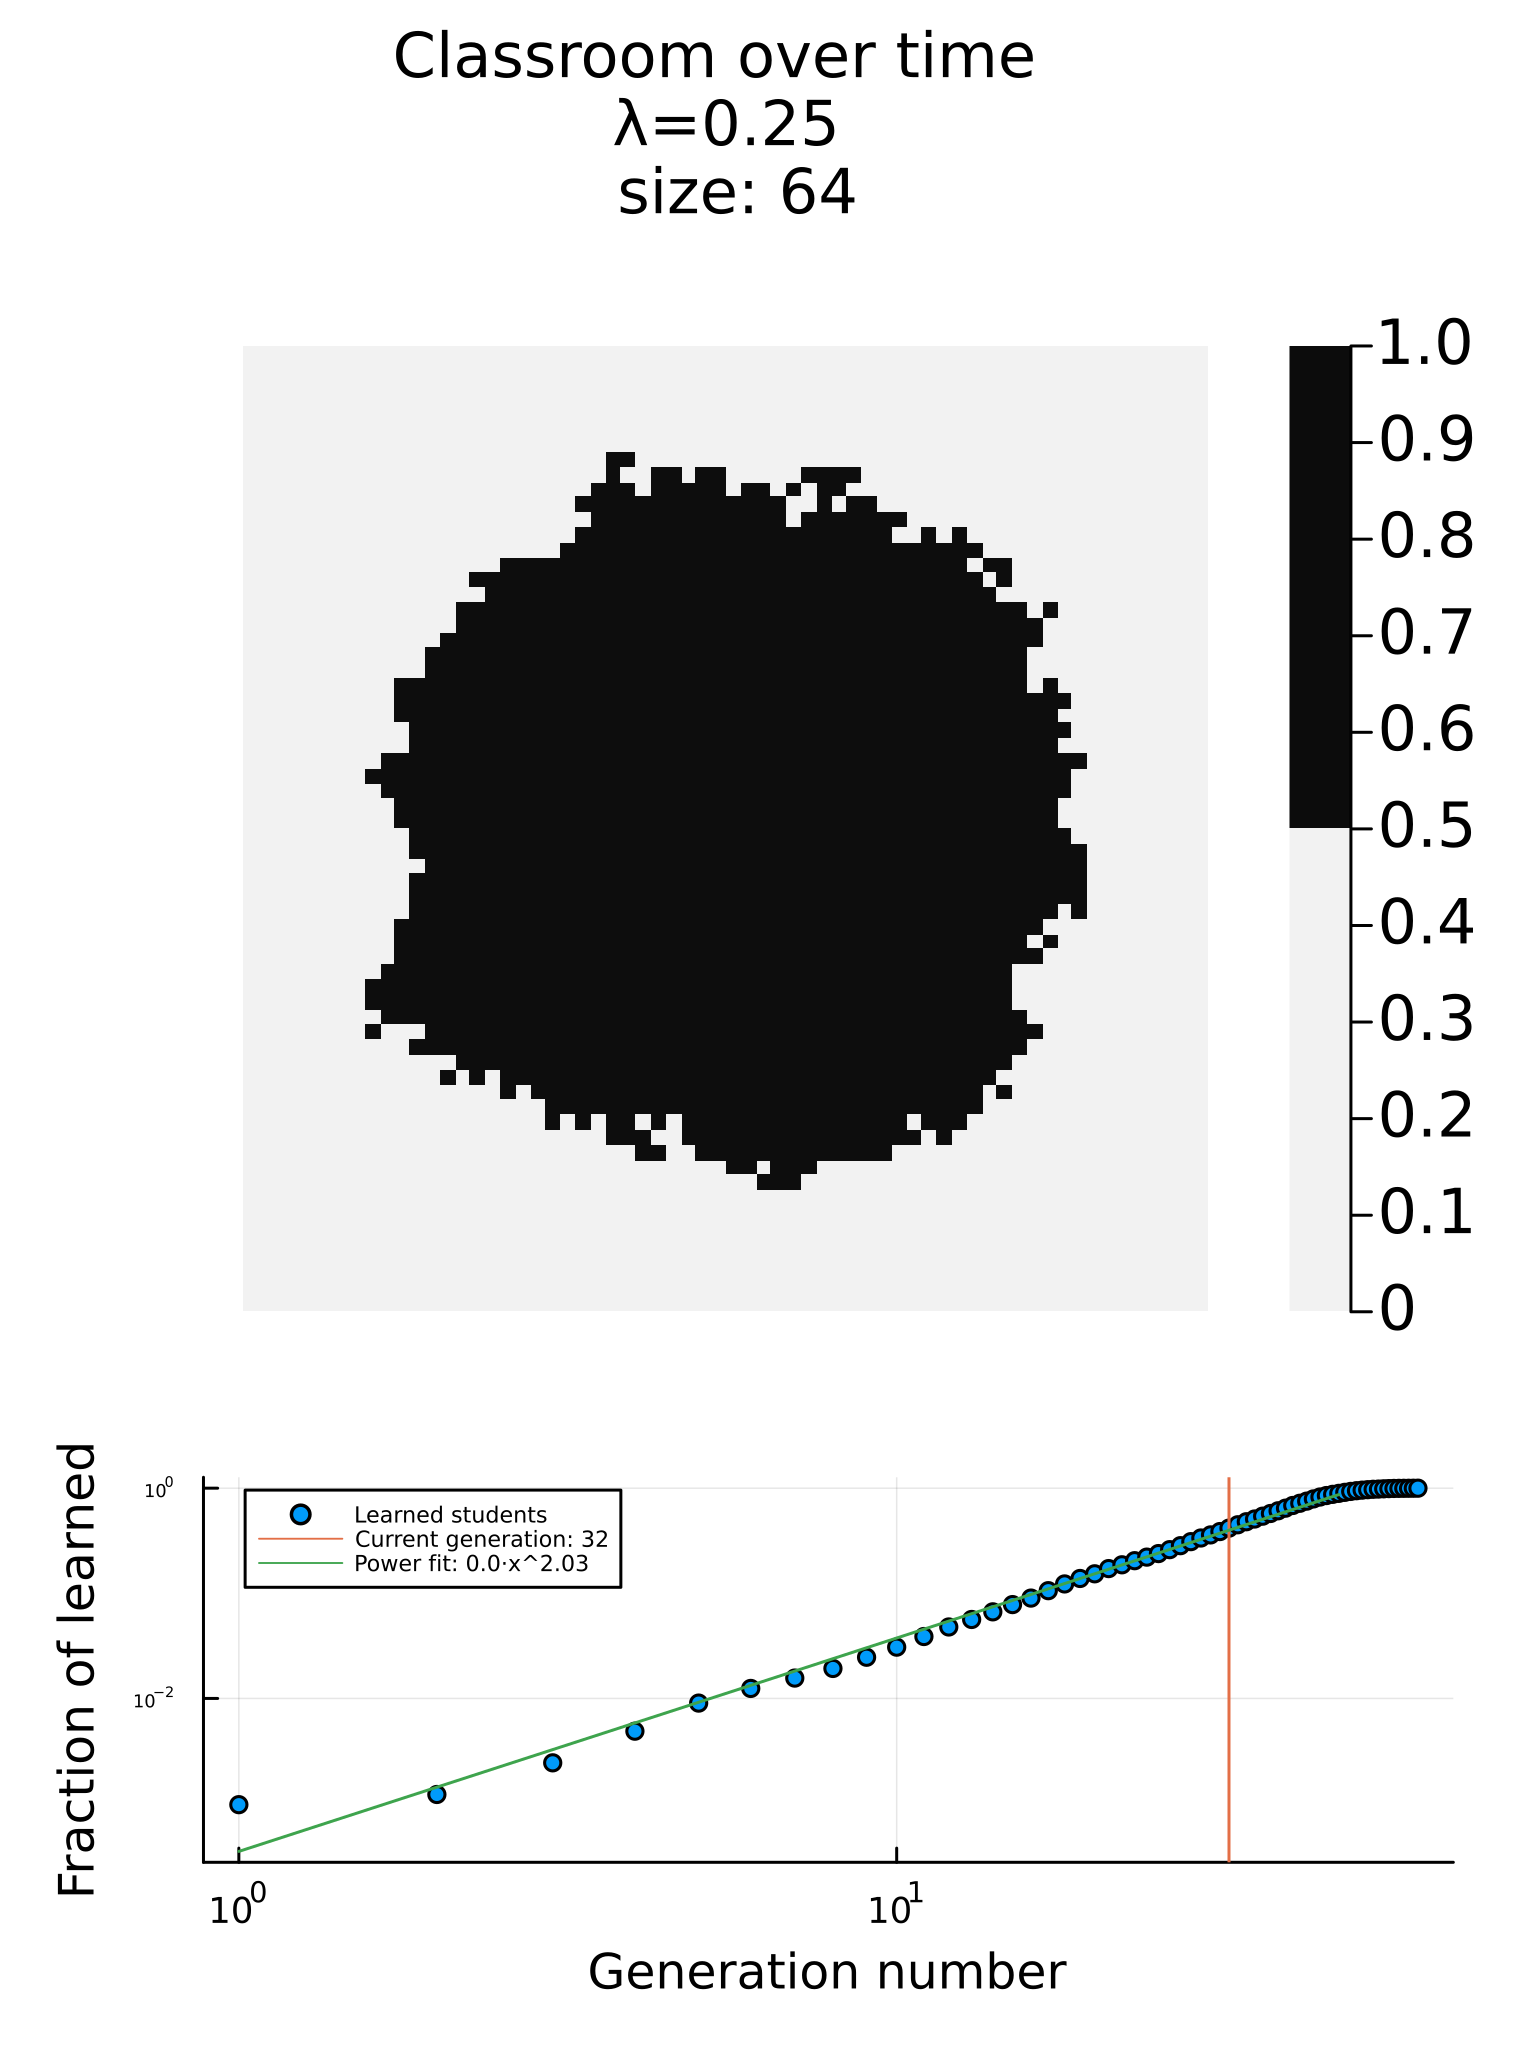 Classroom over time
λ=0.25
size: 64
1.0
0.9
0.8
0.7
0.6
0.5
0.4
0.3
0.2
0.1
0
Fraction of learned
10^0
10^−2
Learned students
Current generation: 32
Power fit: 0.0·x^2.03
10^0
10^1
Generation number